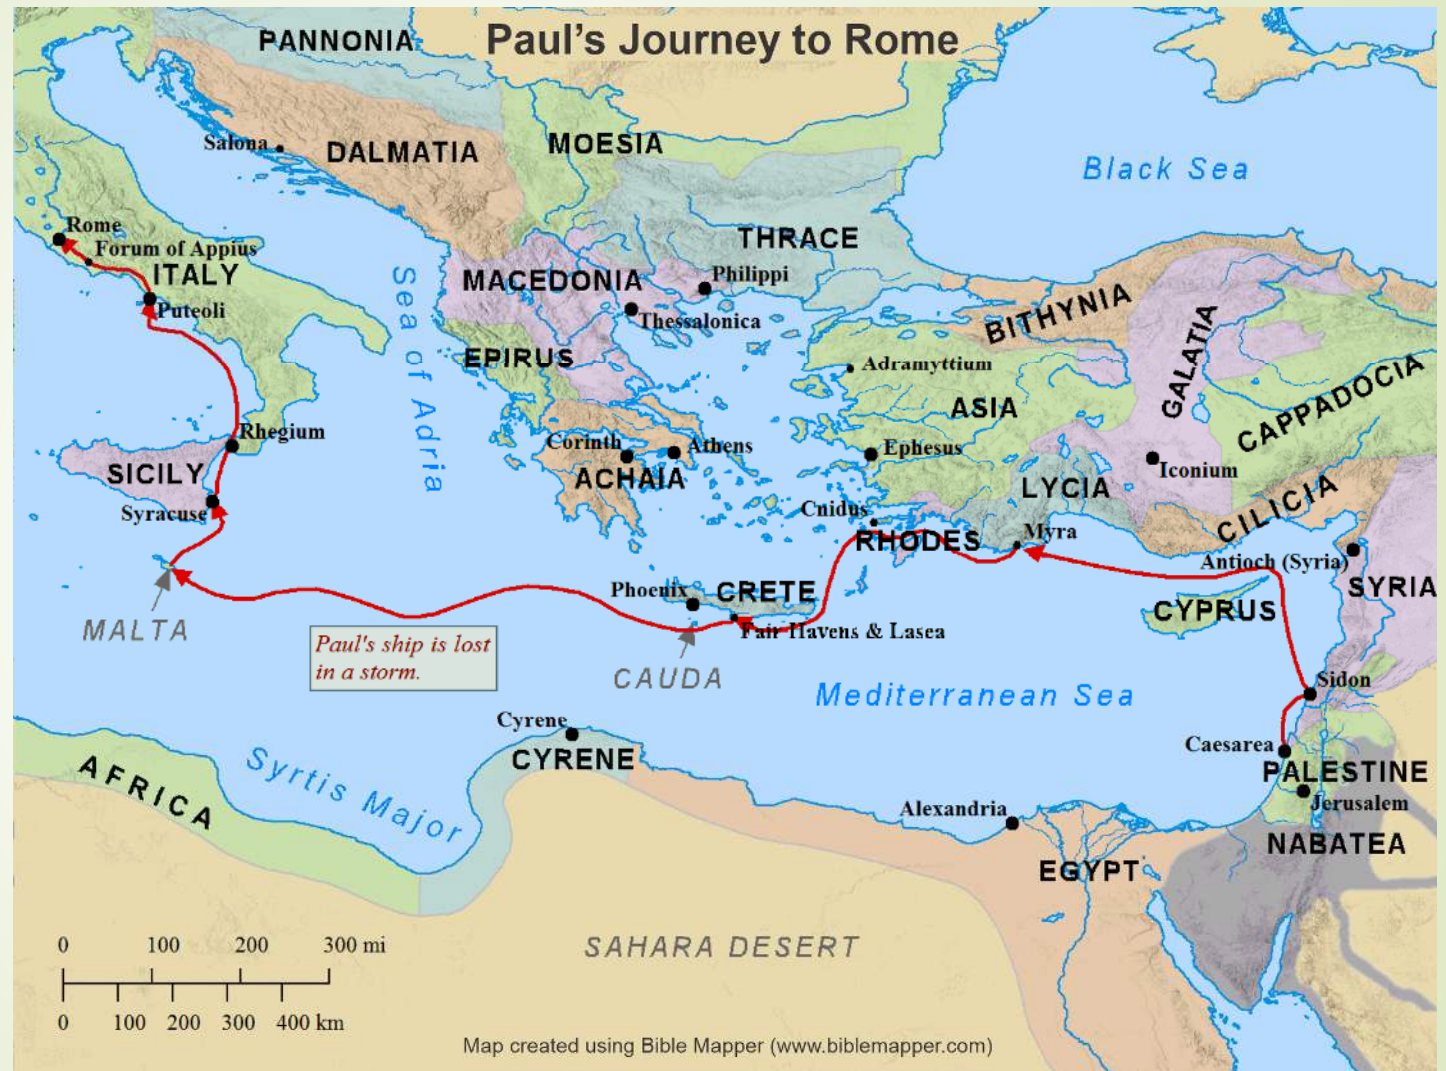 Paul's Journey to Rome
PANNONIA
MOESIA
Salona
DALMATIA
Black Sea
Rome
Forum of Appius
ITALY
Puteoli
Sea of Adria
THRACE
MACEDONIA
Philippi
Thessalonica
BITHYNIA
GALATIA
EPIRUS
Adramyttium
ASIA
CAPPADOCIA
Rhegium
SICILY
Syracuse
Corinth
Athens
ACHAIA
Ephesus
Iconium
LYCIA
CILICIA
Cnidus
RHODES
Myra
Antioch (Syria)
SYRIA
MALTA
Phoenix
CRETE
Fair Havens & Lasea
CYPRUS
Paul's ship is lost
in a storm.
CAUDA
Mediterranean Sea
Sidon
Cyrene
CYRENE
Caesarea
PALESTINE
Jerusalem
AFRICA
Syrtis Major
Alexandria
NABATEA
EGYPT
SAHARA DESERT
0 100 200 300 mi
0 100 200 300 400 km
Map created using Bible Mapper (www.biblemapper.com)